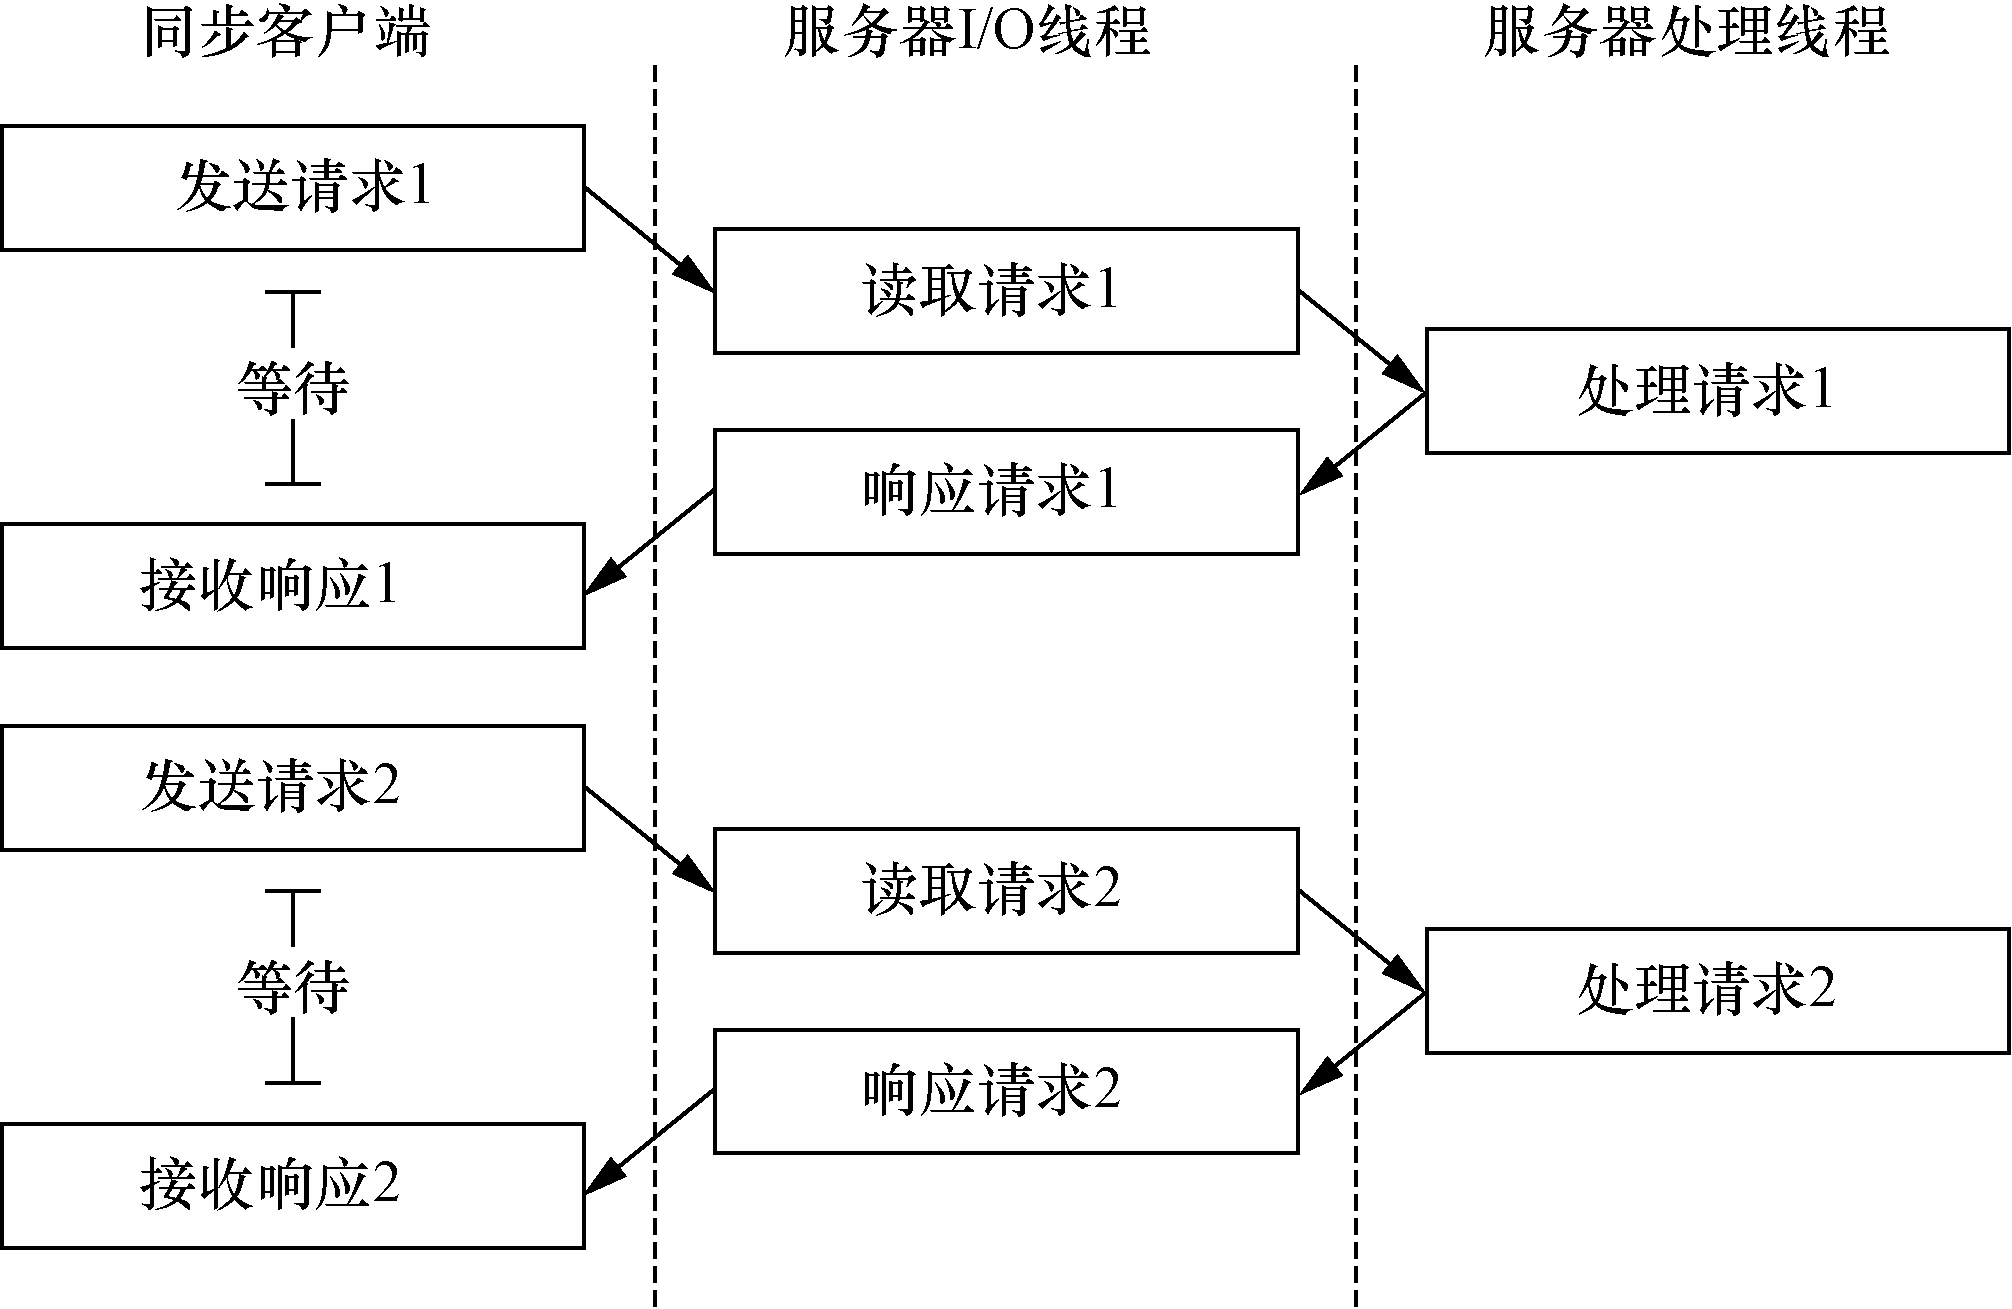 同步客户端
服务器I/O线程
服务器处理线程
发送请求1
读取请求1
等待
处理请求1
响应请求1
接收响应1
发送请求2
读取请求2
等待
处理请求2
响应请求2
接收响应2